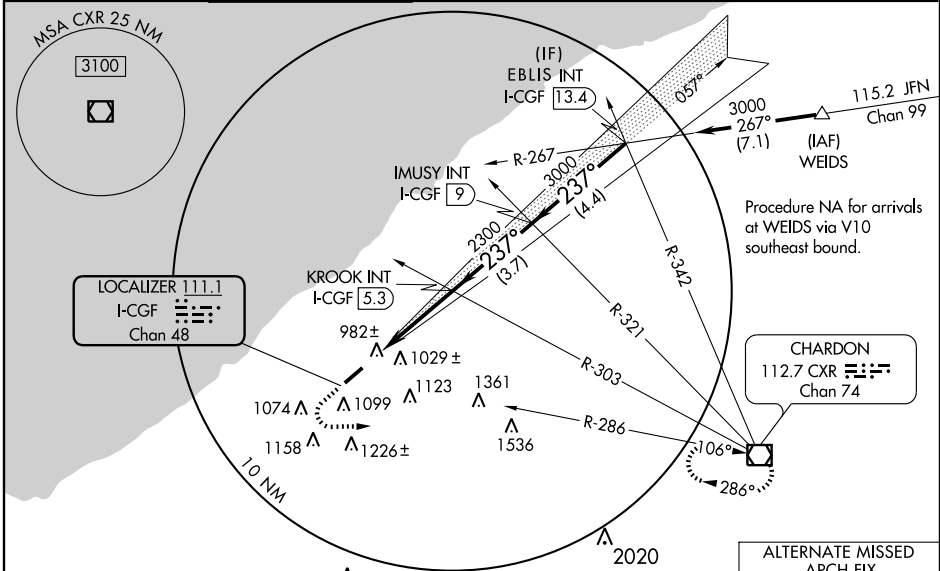 MSA CXR 25 NM
3100
(IF)
EBLIS INT
I-CGF 13.4
057°
3000
267°
(7.1)
115.2 JFN
Chan 99
(IAF)
WEIDS
R-267
IMUSY INT
I-CGF 9
3000
237°
(4.4)
Procedure NA for arrivals
at WEIDS via V10
southeast bound.
2300
237°
(3.7)
R-342
KROOK INT
I-CGF 5.3
LOCALIZER 111.1
I-CGF
Chan 48
R-321
982±
1029±
R-303
CHARDON
112.7 CXR
Chan 74
1123
1361
1074
1099
R-286
1158
1226±
1536
106°
286°
10 NM
2020
ALTERNATE MISSED
APCH FIX